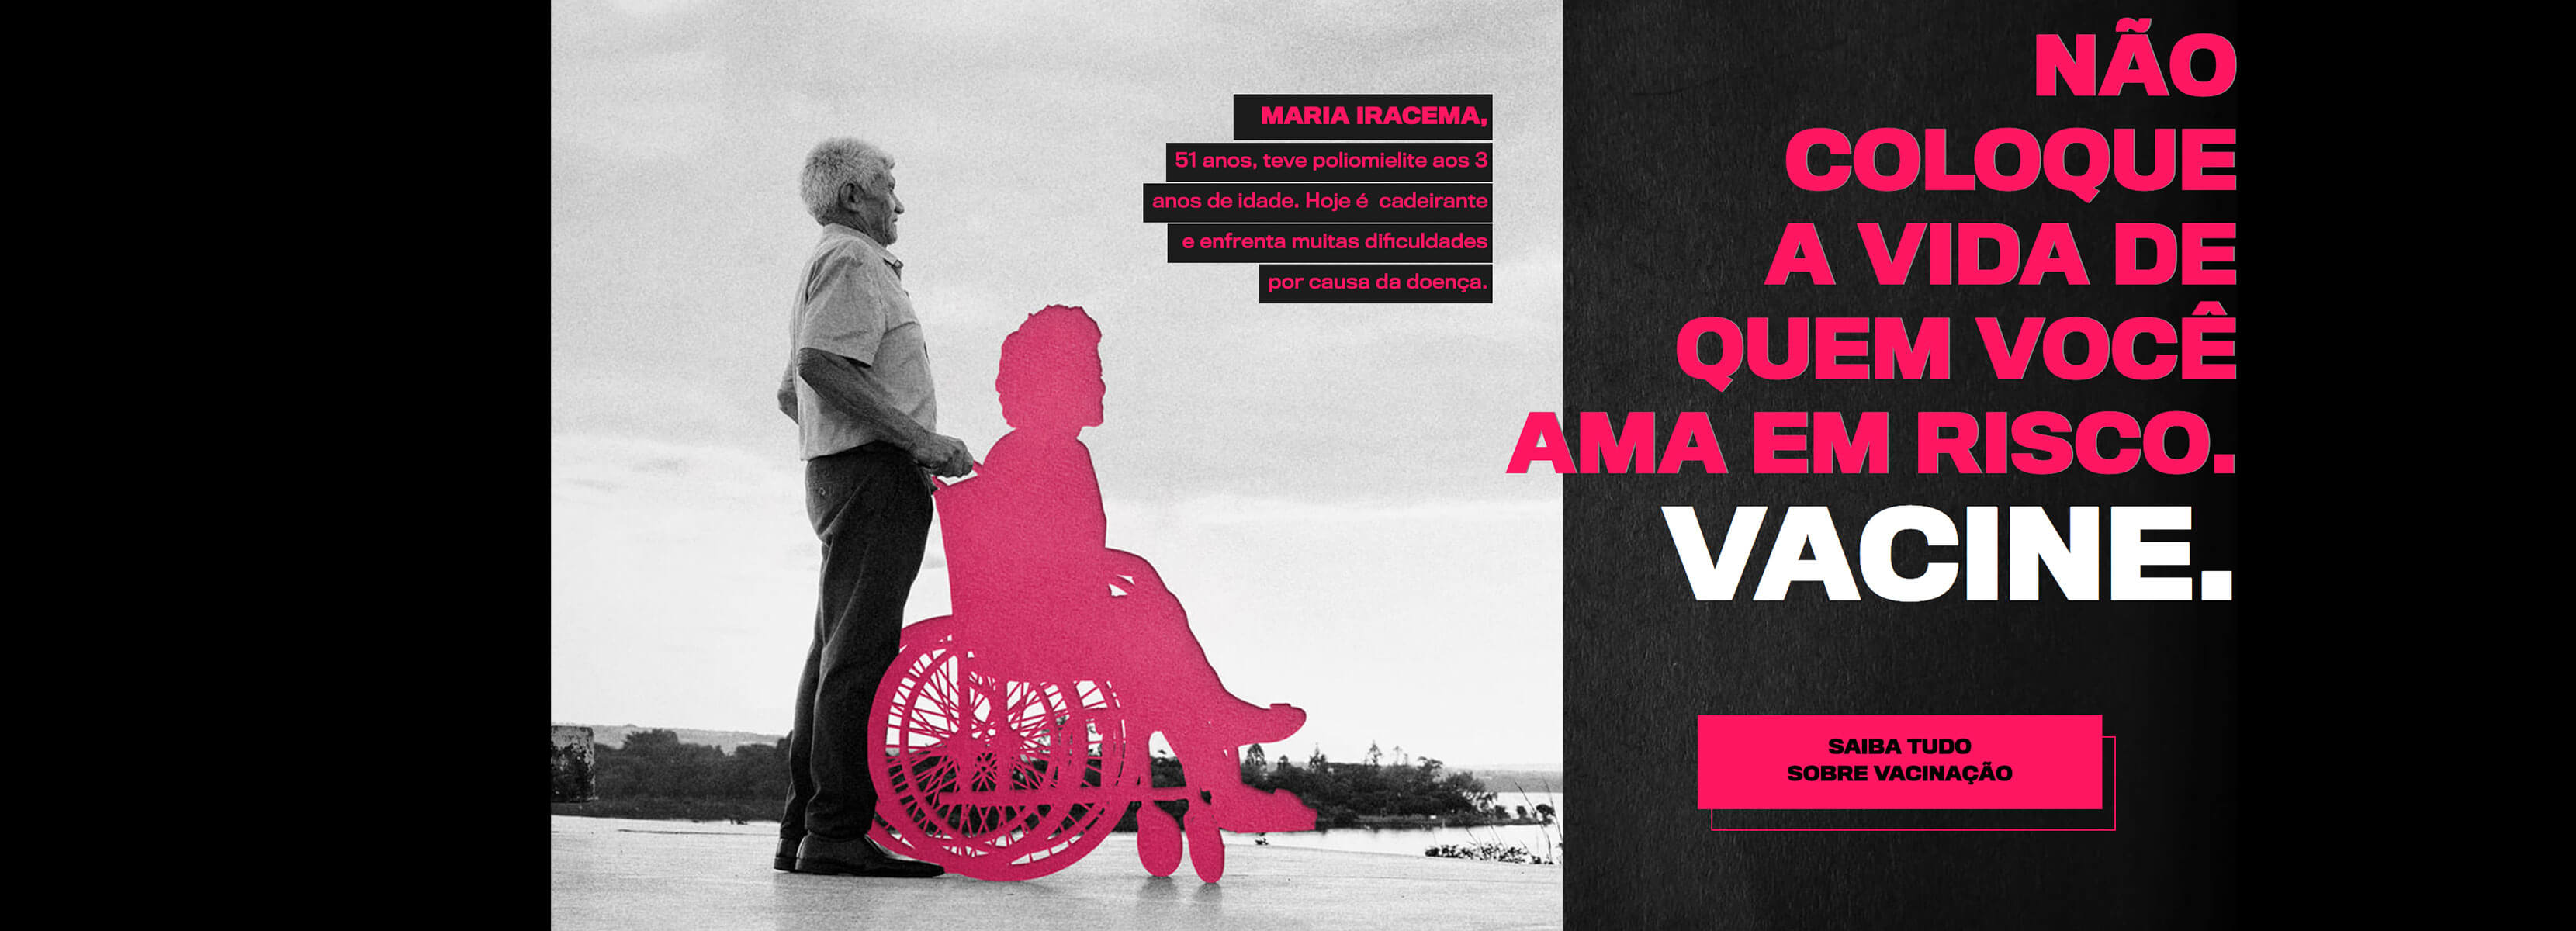 MARIA IRACEMA,
51 anos, teve poliomielite aos 3
anos de idade. Hoje é cadeirante
e enfrenta muitas dificuldades
por causa da doença.
NÃO
COLOQUE
A VIDA DE
QUEM VOCÊ
AMA EM RISCO.
VACINE.
SAIBA TUDO
SOBRE VACINAÇÃO